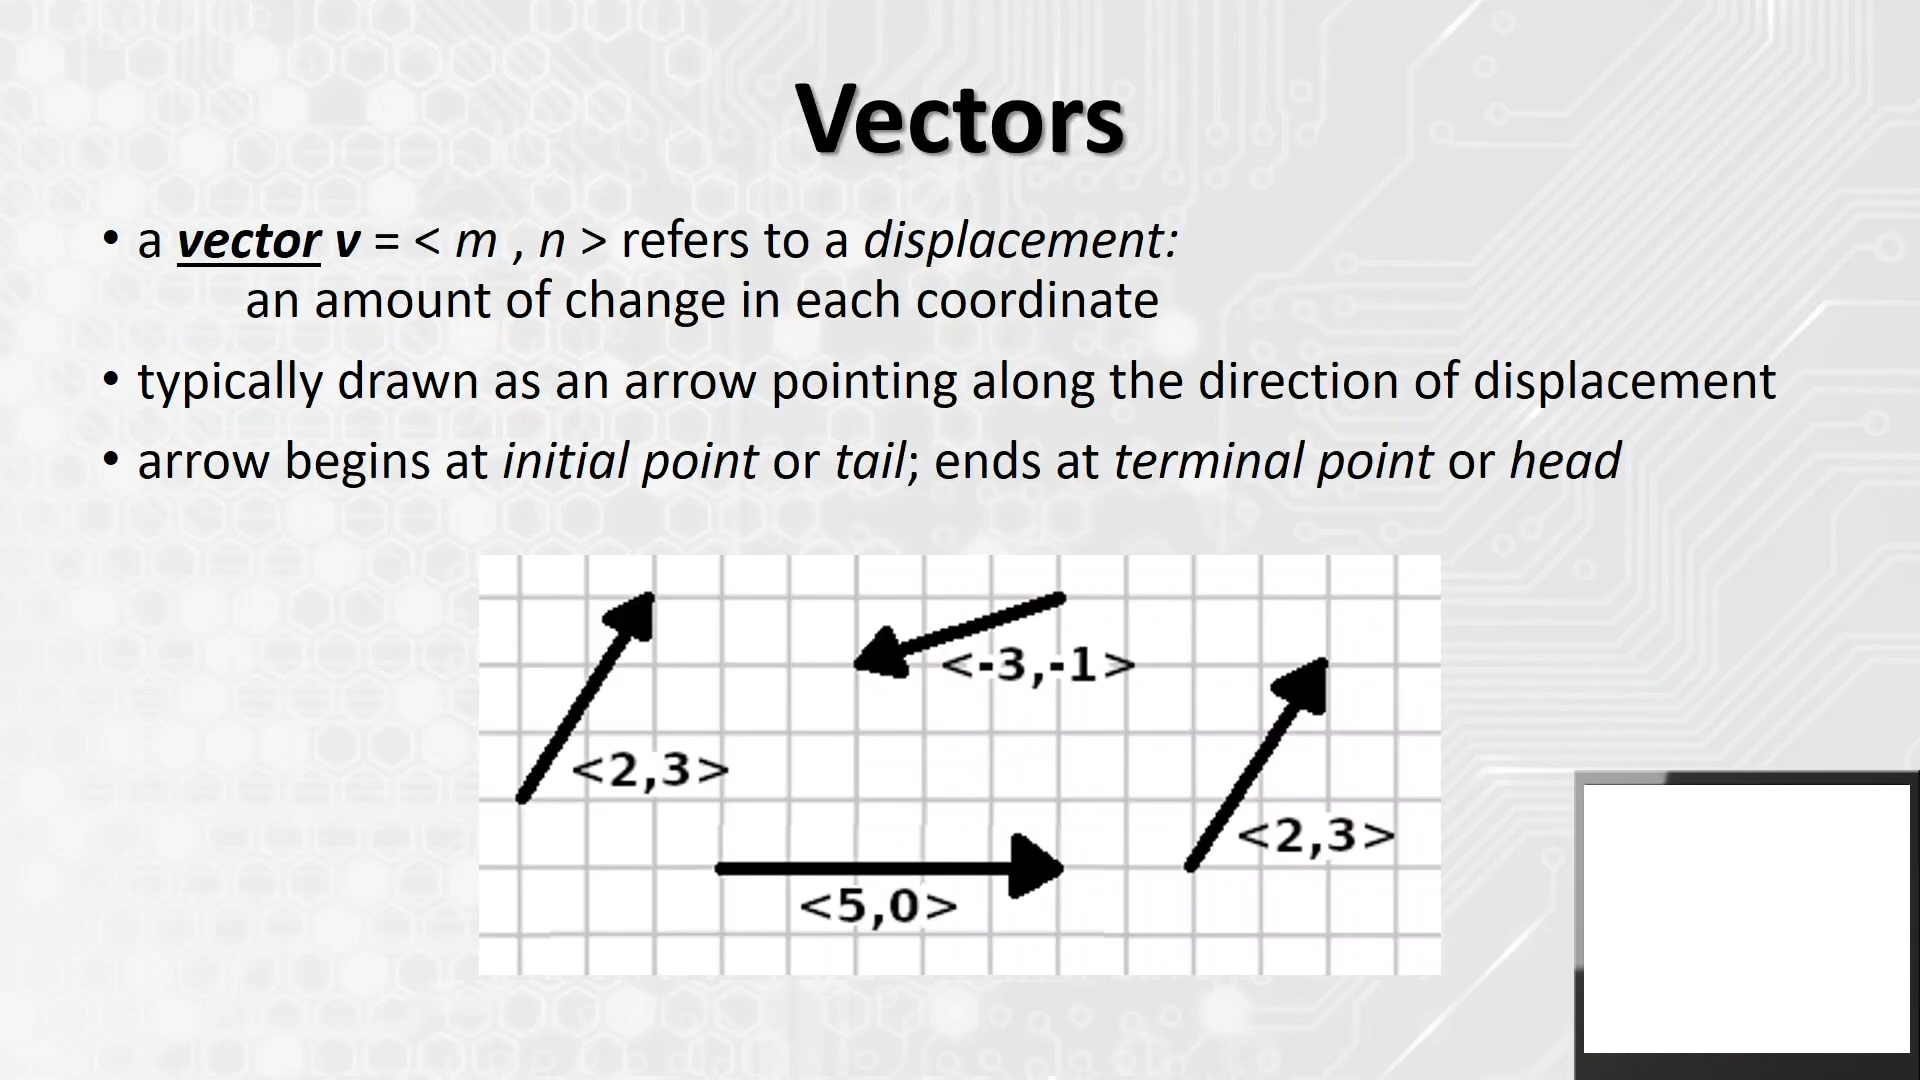 Vectors
• a vector v = < m , n > refers to a displacement:
an amount of change in each coordinate
• typically drawn as an arrow pointing along the direction of displacement
• arrow begins at initial point or tail; ends at terminal point or head
<-3,-1>
<2,3>
<2,3>
<5,0>